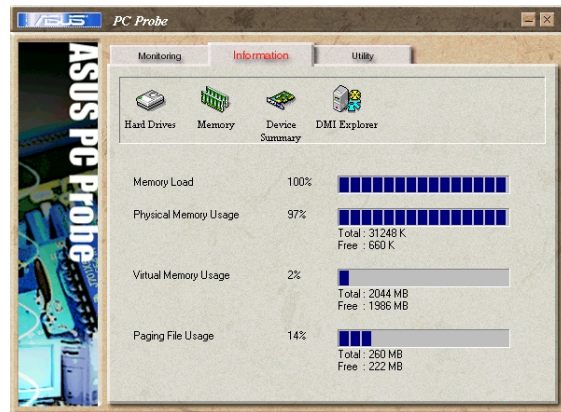 ASUS PC Probe
Monitoring Information Utility
ASUS PC Probe
Hard Drives Memory Device Summary DMI Explorer
Memory Load 100%
Physical Memory Usage 97%
Total : 31248 K
Free : 660 K
Virtual Memory Usage 2%
Total : 2044 MB
Free : 1986 MB
Paging File Usage 14%
Total : 260 MB
Free : 222 MB